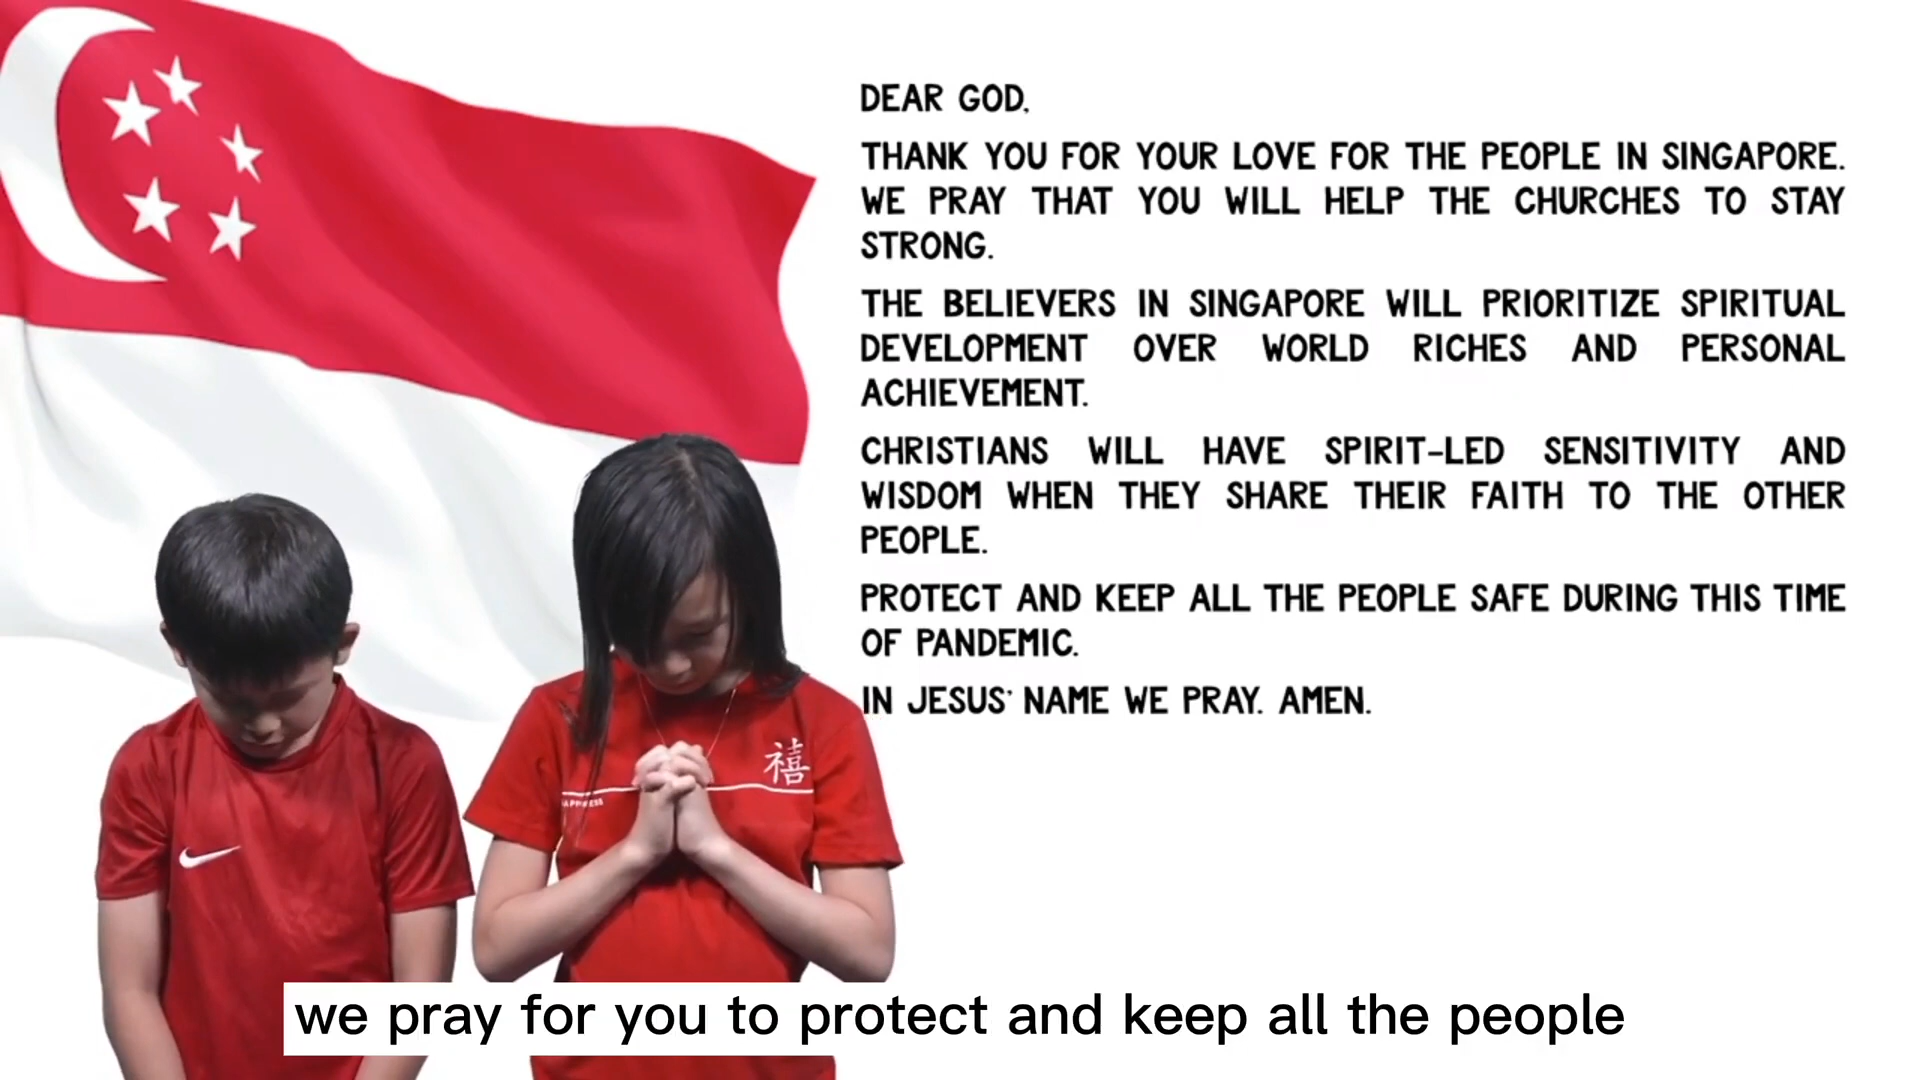 DEAR GOD,
THANK YOU FOR YOUR LOVE FOR THE PEOPLE IN SINGAPORE.
WE PRAY THAT YOU WILL HELP THE CHURCHES TO STAY
STRONG.
THE BELIEVERS IN SINGAPORE WILL PRIORITIZE SPIRITUAL
DEVELOPMENT OVER WORLD RICHES AND PERSONAL
ACHIEVEMENT.
CHRISTIANS WILL HAVE SPIRIT-LED SENSITIVITY AND
WISDOM WHEN THEY SHARE THEIR FAITH TO THE OTHER
PEOPLE.
PROTECT AND KEEP ALL THE PEOPLE SAFE DURING THIS TIME
OF PANDEMIC.
IN JESUS' NAME WE PRAY. AMEN.
禧
we pray for you to protect and keep all the people